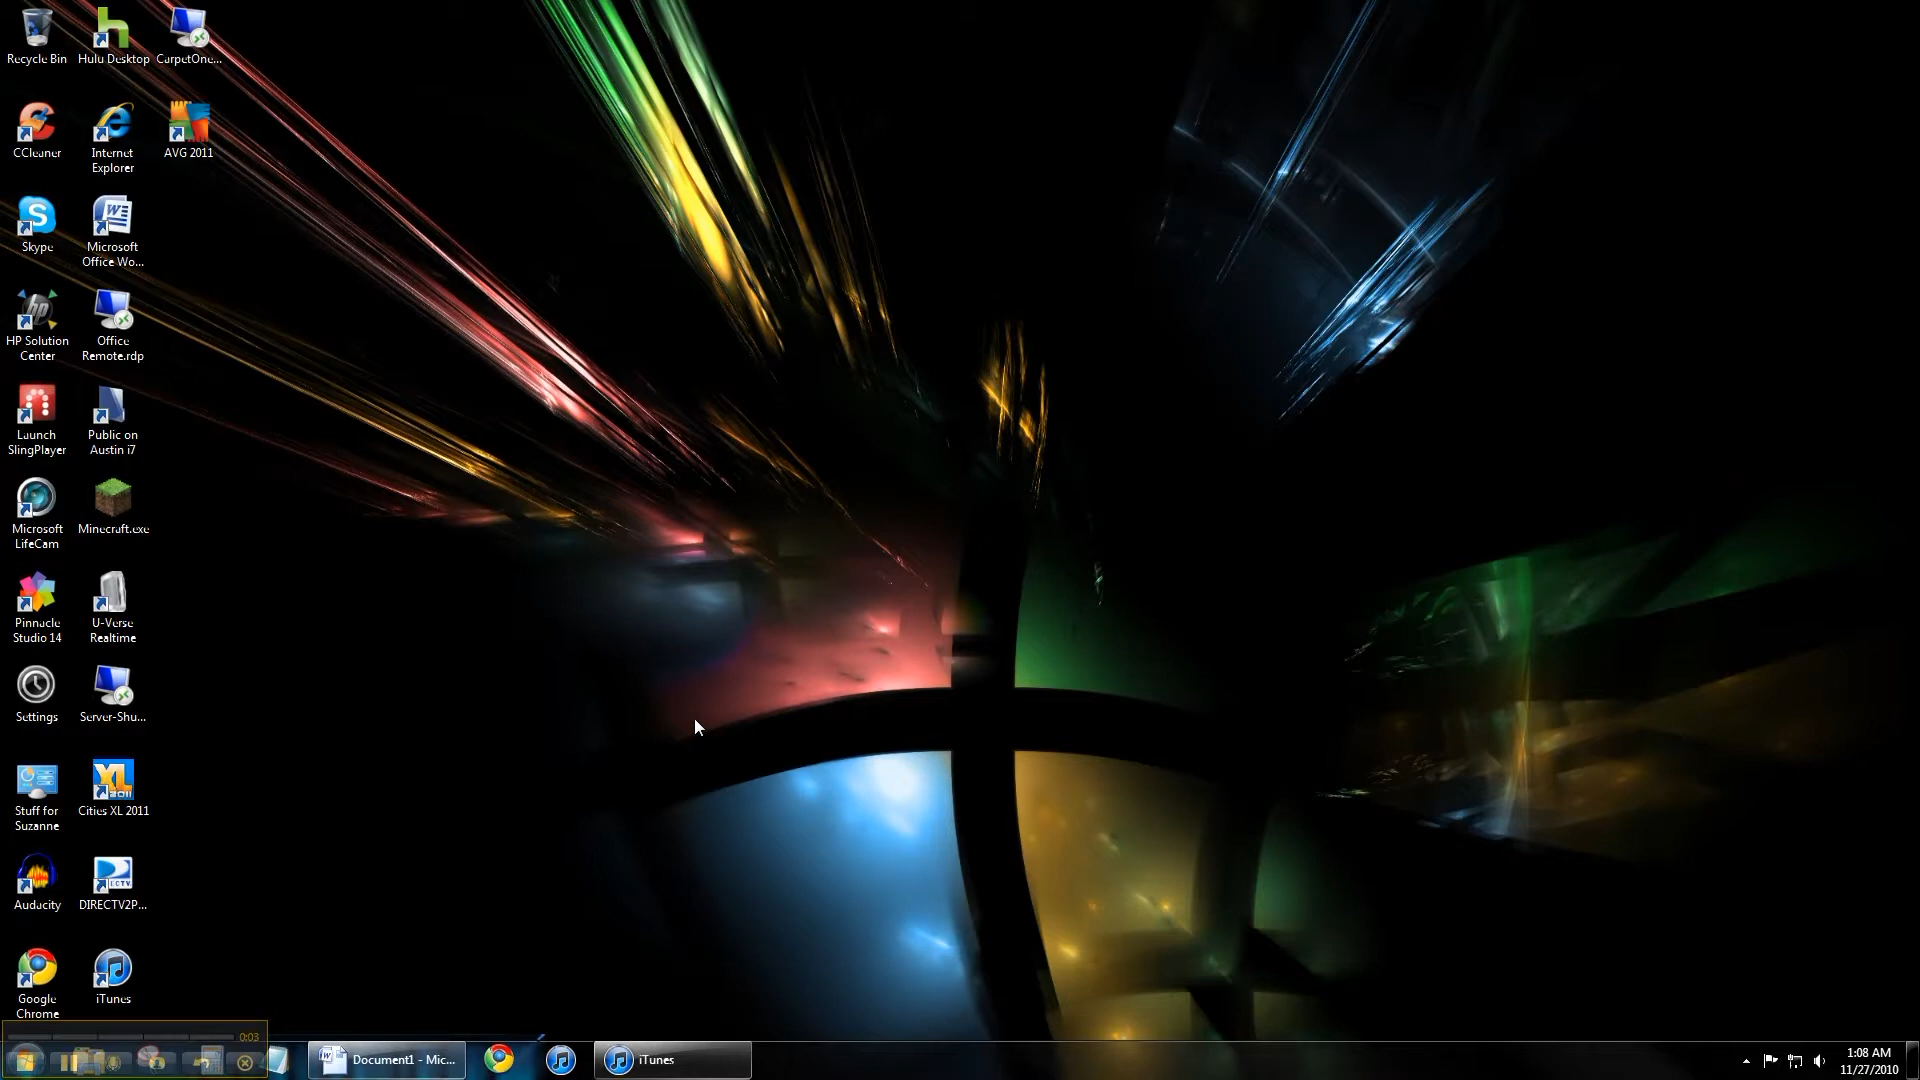 Recycle Bin
Hulu Desktop
CarpetOne...
CCleaner
Internet
Explorer
AVG 2011
Skype
Microsoft
Office Wo...
HP Solution
Center
Office
Remote.rdp
Launch
SlingPlayer
Public on
Austin i7
Microsoft
LifeCam
Minecraft.exe
Pinnacle
Studio 14
U-Verse
Realtime
Settings
Server-Shu...
Stuff for
Suzanne
XL
2011
Cities XL 2011
Audacity
DIRECTV2P...
Google
Chrome
iTunes
0:03
Document1 - Mic...
iTunes
1:08 AM
11/27/2010